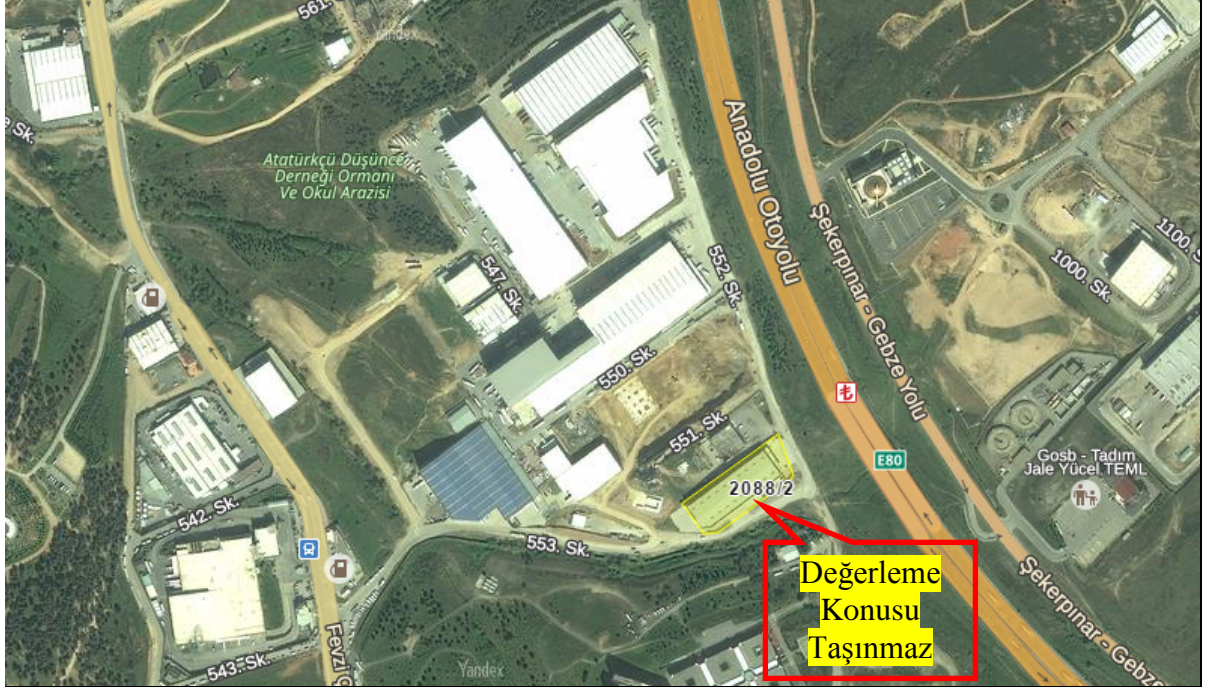 561.
Yandex
Sk.
Atatürkçü Düşünce
Derneği Ormanı
Ve Okul Arazisi
Anadolu Otoyolu
Şekerpınar - Gebze Yolu
1100. S
1000. Sk.
547. Sk.
552. Sk.
550. Sk.
551. Sk.
E80
Gosb - Tadım
Jale Yücel TEML
2088/2
542. Sk.
553. Sk.
Değerleme
Konusu
Taşınmaz
Şekerpınar - Gebze
Fevzi
543. Sk.
Yandex